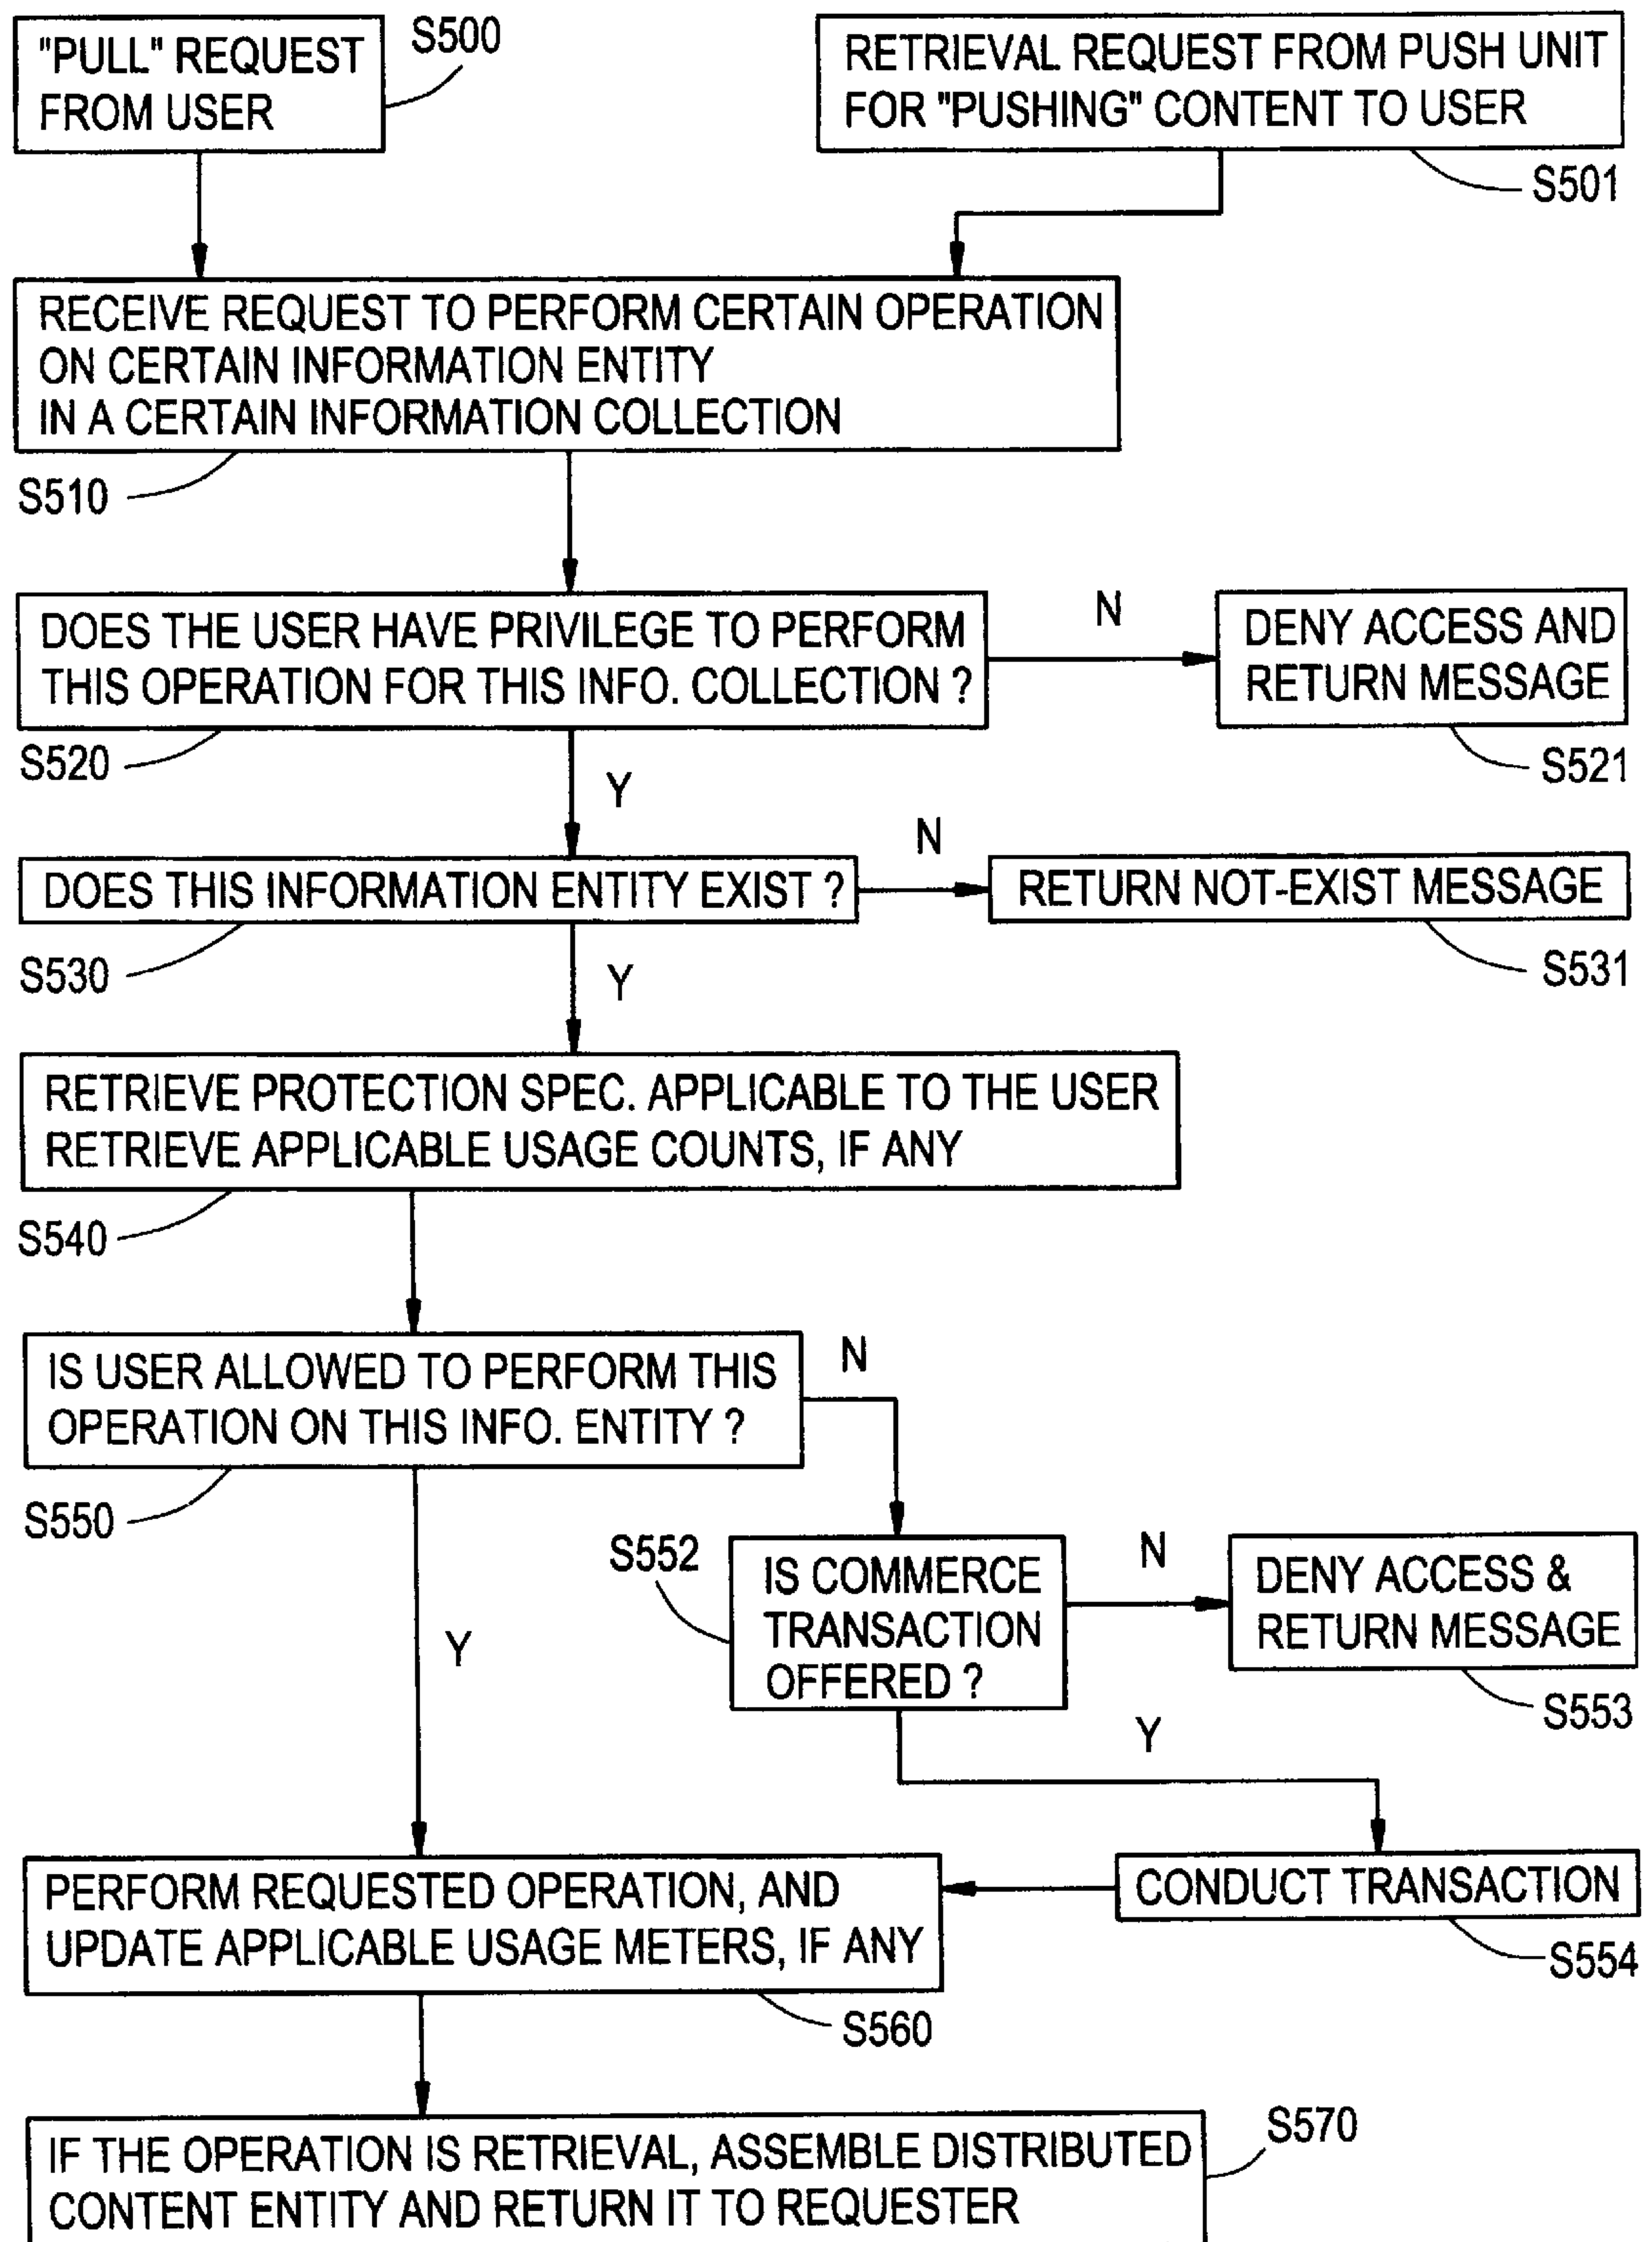 "PULL" REQUEST
FROM USER
S500
RETRIEVAL REQUEST FROM PUSH UNIT
FOR "PUSHING" CONTENT TO USER
S501
RECEIVE REQUEST TO PERFORM CERTAIN OPERATION
ON CERTAIN INFORMATION ENTITY
IN A CERTAIN INFORMATION COLLECTION
S510
DOES THE USER HAVE PRIVILEGE TO PERFORM
THIS OPERATION FOR THIS INFO. COLLECTION ?
S520
N
DENY ACCESS AND
RETURN MESSAGE
S521
Y
DOES THIS INFORMATION ENTITY EXIST ?
S530
N
RETURN NOT-EXIST MESSAGE
S531
Y
RETRIEVE PROTECTION SPEC. APPLICABLE TO THE USER
RETRIEVE APPLICABLE USAGE COUNTS, IF ANY
S540
IS USER ALLOWED TO PERFORM THIS
OPERATION ON THIS INFO. ENTITY ?
S550
N
S552
IS COMMERCE
TRANSACTION
OFFERED ?
N
DENY ACCESS &
RETURN MESSAGE
S553
Y
Y
CONDUCT TRANSACTION
S554
PERFORM REQUESTED OPERATION, AND
UPDATE APPLICABLE USAGE METERS, IF ANY
S560
IF THE OPERATION IS RETRIEVAL, ASSEMBLE DISTRIBUTED
CONTENT ENTITY AND RETURN IT TO REQUESTER
S570